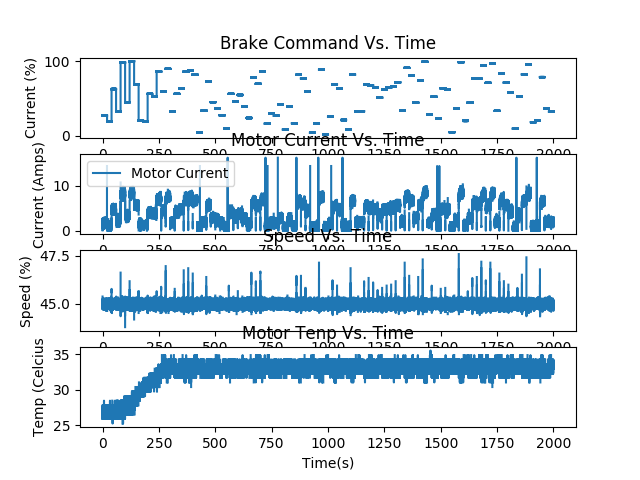 Brake Command Vs. Time
Current (%)
100
0
0 250 500 750 1000 1250 1500 1750 2000
Motor Current Vs. Time
Current (Amps)
Motor Current
10
0
0 250 500 750 1000 1250 1500 1750 2000
Speed Vs. Time
Speed (%)
47.5
45.0
0 250 500 750 1000 1250 1500 1750 2000
Motor Tenp Vs. Time
Temp (Celcius
35
30
25
0 250 500 750 1000 1250 1500 1750 2000
Time(s)